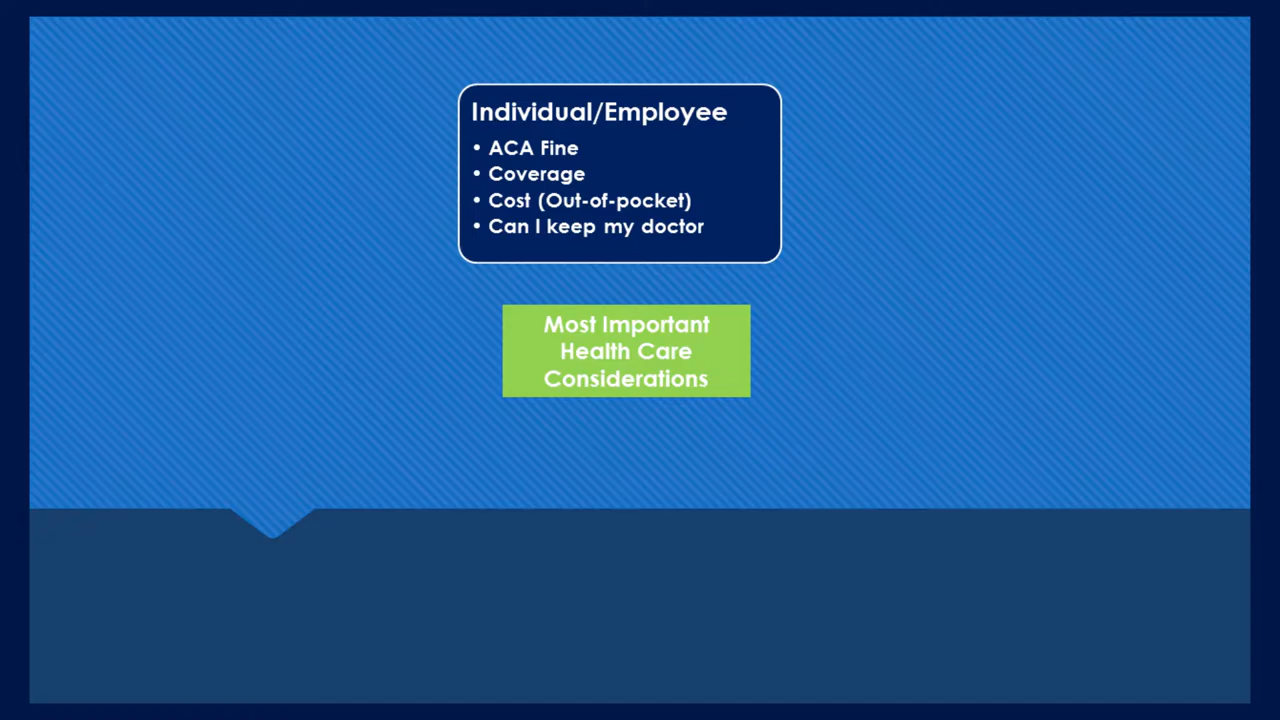 Individual/Employee
• ACA Fine
• Coverage
• Cost (Out-of-pocket)
• Can I keep my doctor
Most Important
Health Care
Considerations